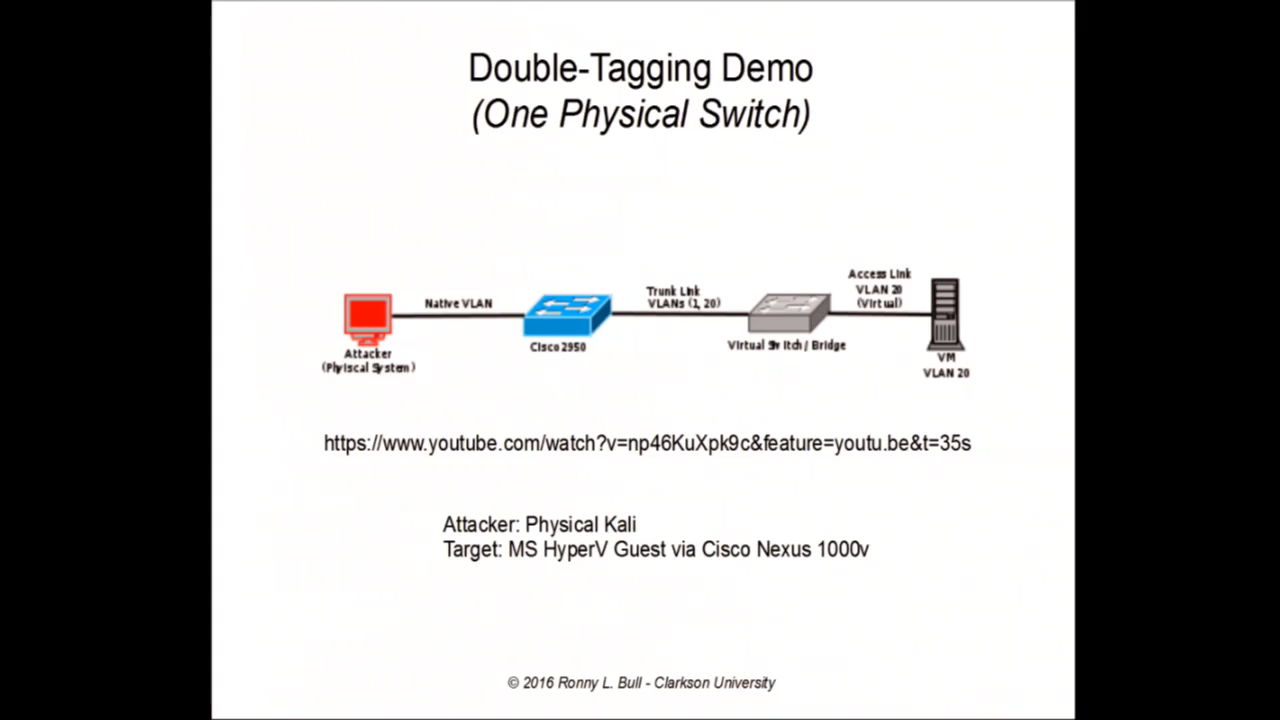 Double-Tagging Demo
(One Physical Switch)
Native VLAN
Trunk Link
VLANs (1, 20)
Access Link
VLAN 20
(Virtual)
Attacker
(Phyiscal System)
Cisco 2950
Virtual Switch / Bridge
VM
VLAN 20
https://www.youtube.com/watch?v=np46KuXpk9c&feature=youtu.be&t=35s
Attacker: Physical Kali
Target: MS HyperV Guest via Cisco Nexus 1000v
© 2016 Ronny L. Bull - Clarkson University